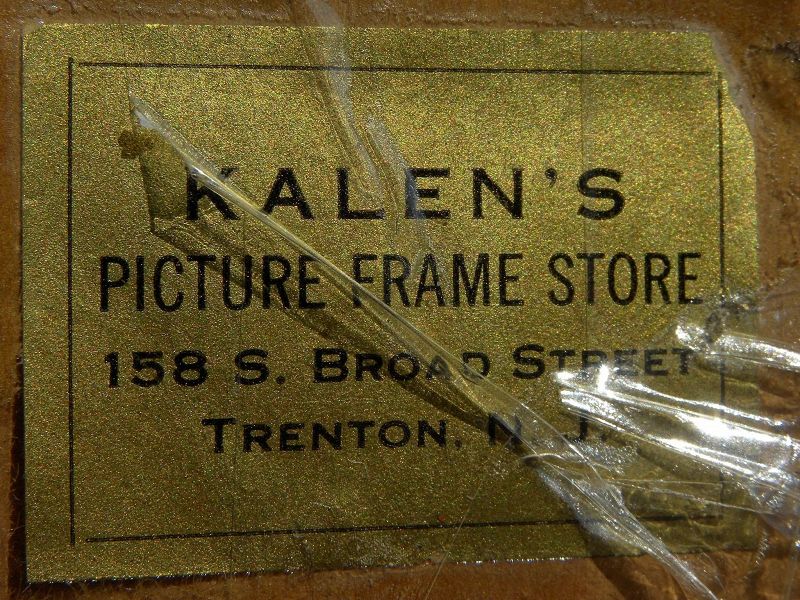 KALEN'S
PICTURE FRAME STORE
158 S. BROAD STREET
TRENTON, N. J.